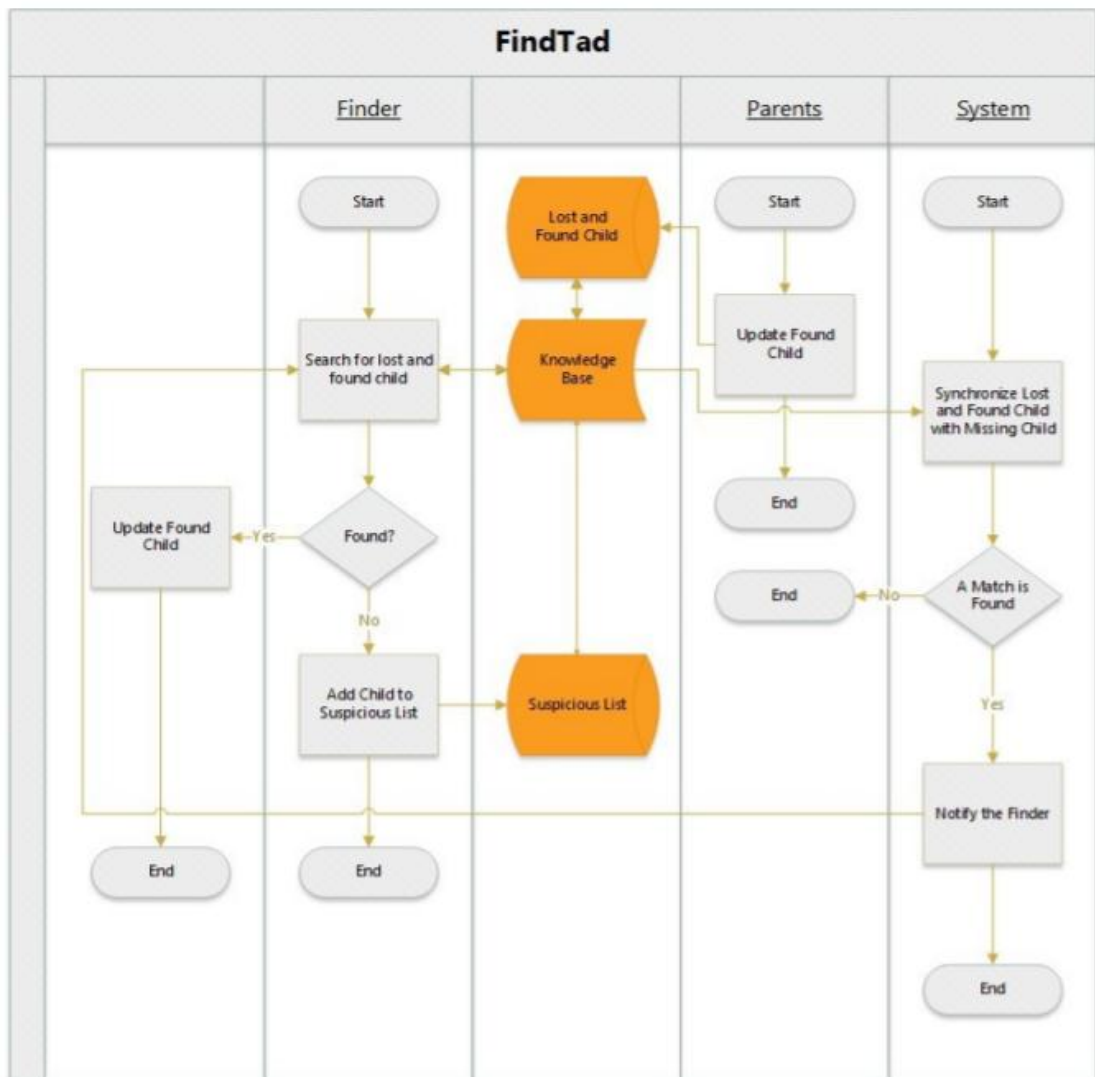 FindTad
Finder
Parents
System
Start
Lost and
Found Child
Start
Start
Search for lost and
found child
Knowledge
Base
Update Found
Child
Synchronize Lost
and Found Child
with Missing Child
Update Found
Child
Yes
Found?
End
End
No
A Match is
Found
No
Add Child to
Suspicious List
Suspicious List
Yes
Notify the Finder
End
End
End